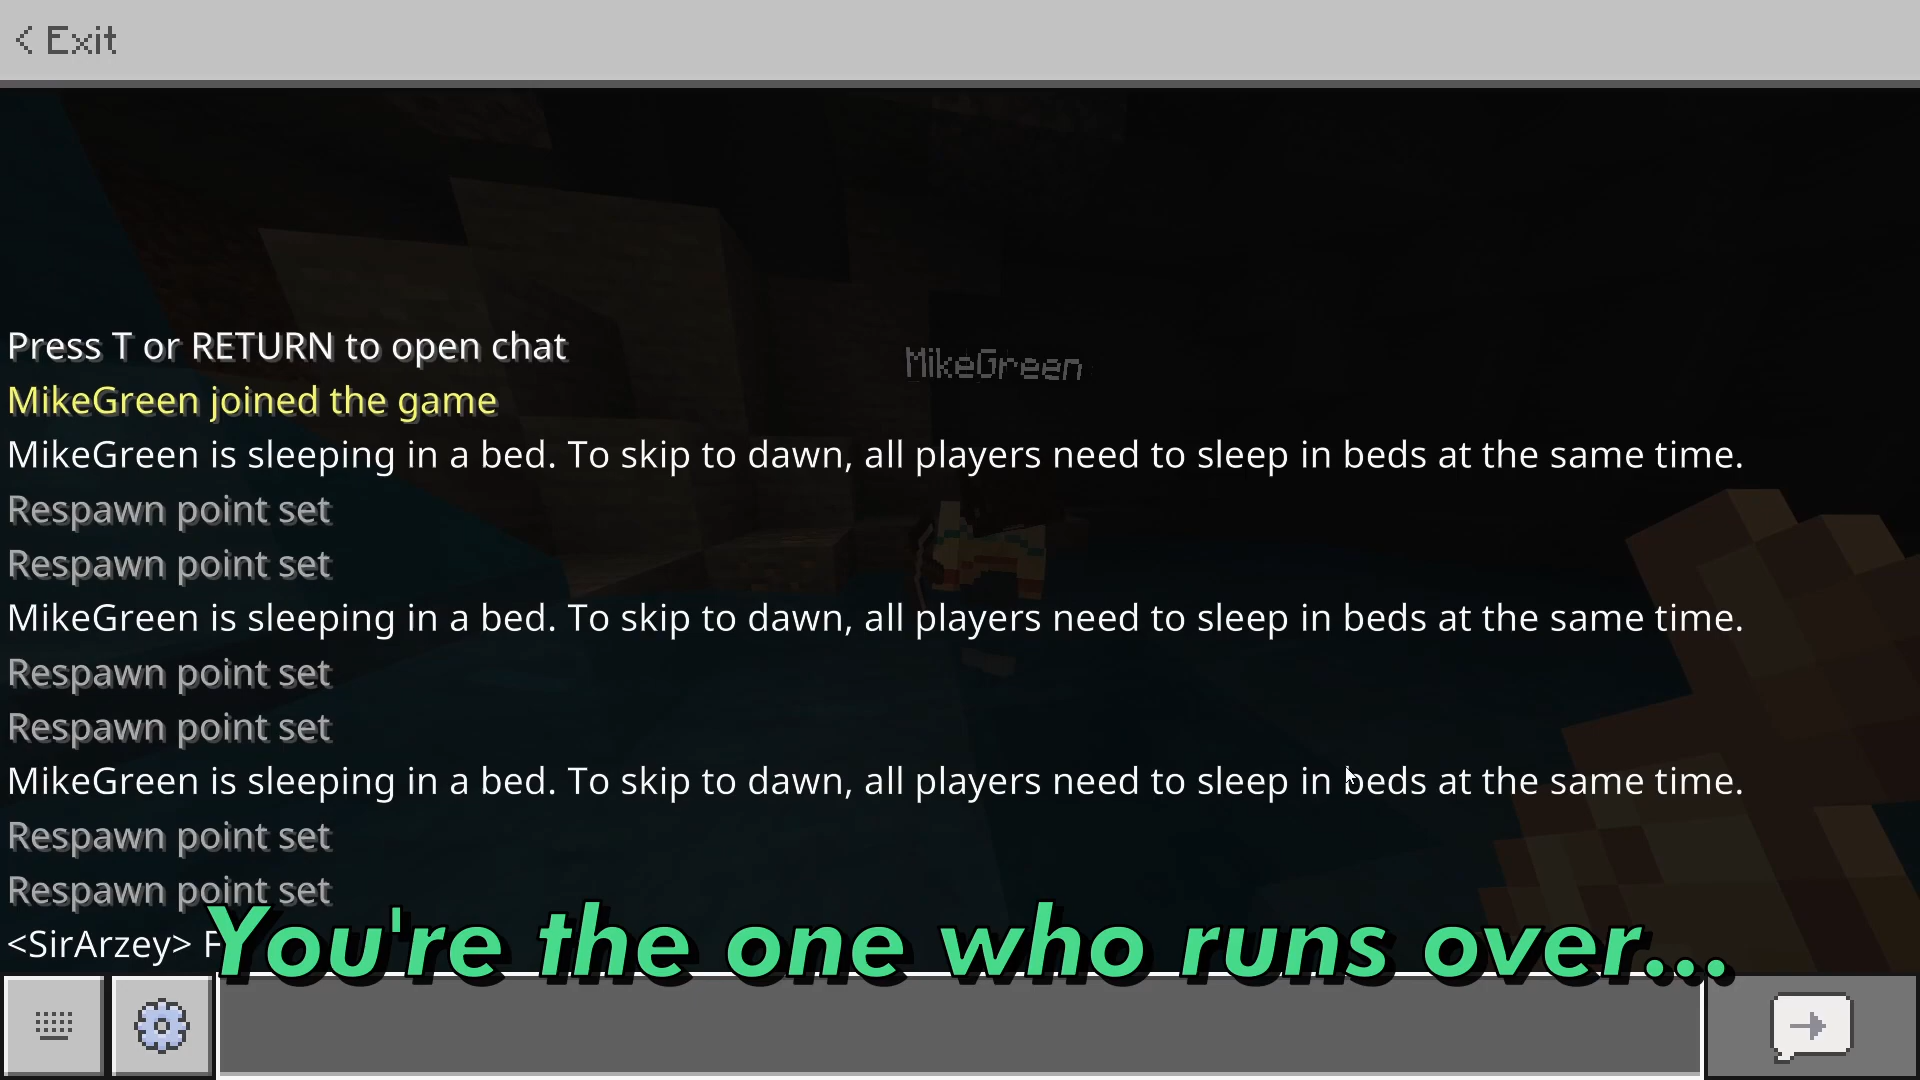 < Exit
Press T or RETURN to open chat
MikeGreen
MikeGreen joined the game
MikeGreen is sleeping in a bed. To skip to dawn, all players need to sleep in beds at the same time.
Respawn point set
Respawn point set
MikeGreen is sleeping in a bed. To skip to dawn, all players need to sleep in beds at the same time.
Respawn point set
Respawn point set
MikeGreen is sleeping in a bed. To skip to dawn, all players need to sleep in beds at the same time.
Respawn point set
Respawn point set
<SirArzey> F
You're the one who runs over...